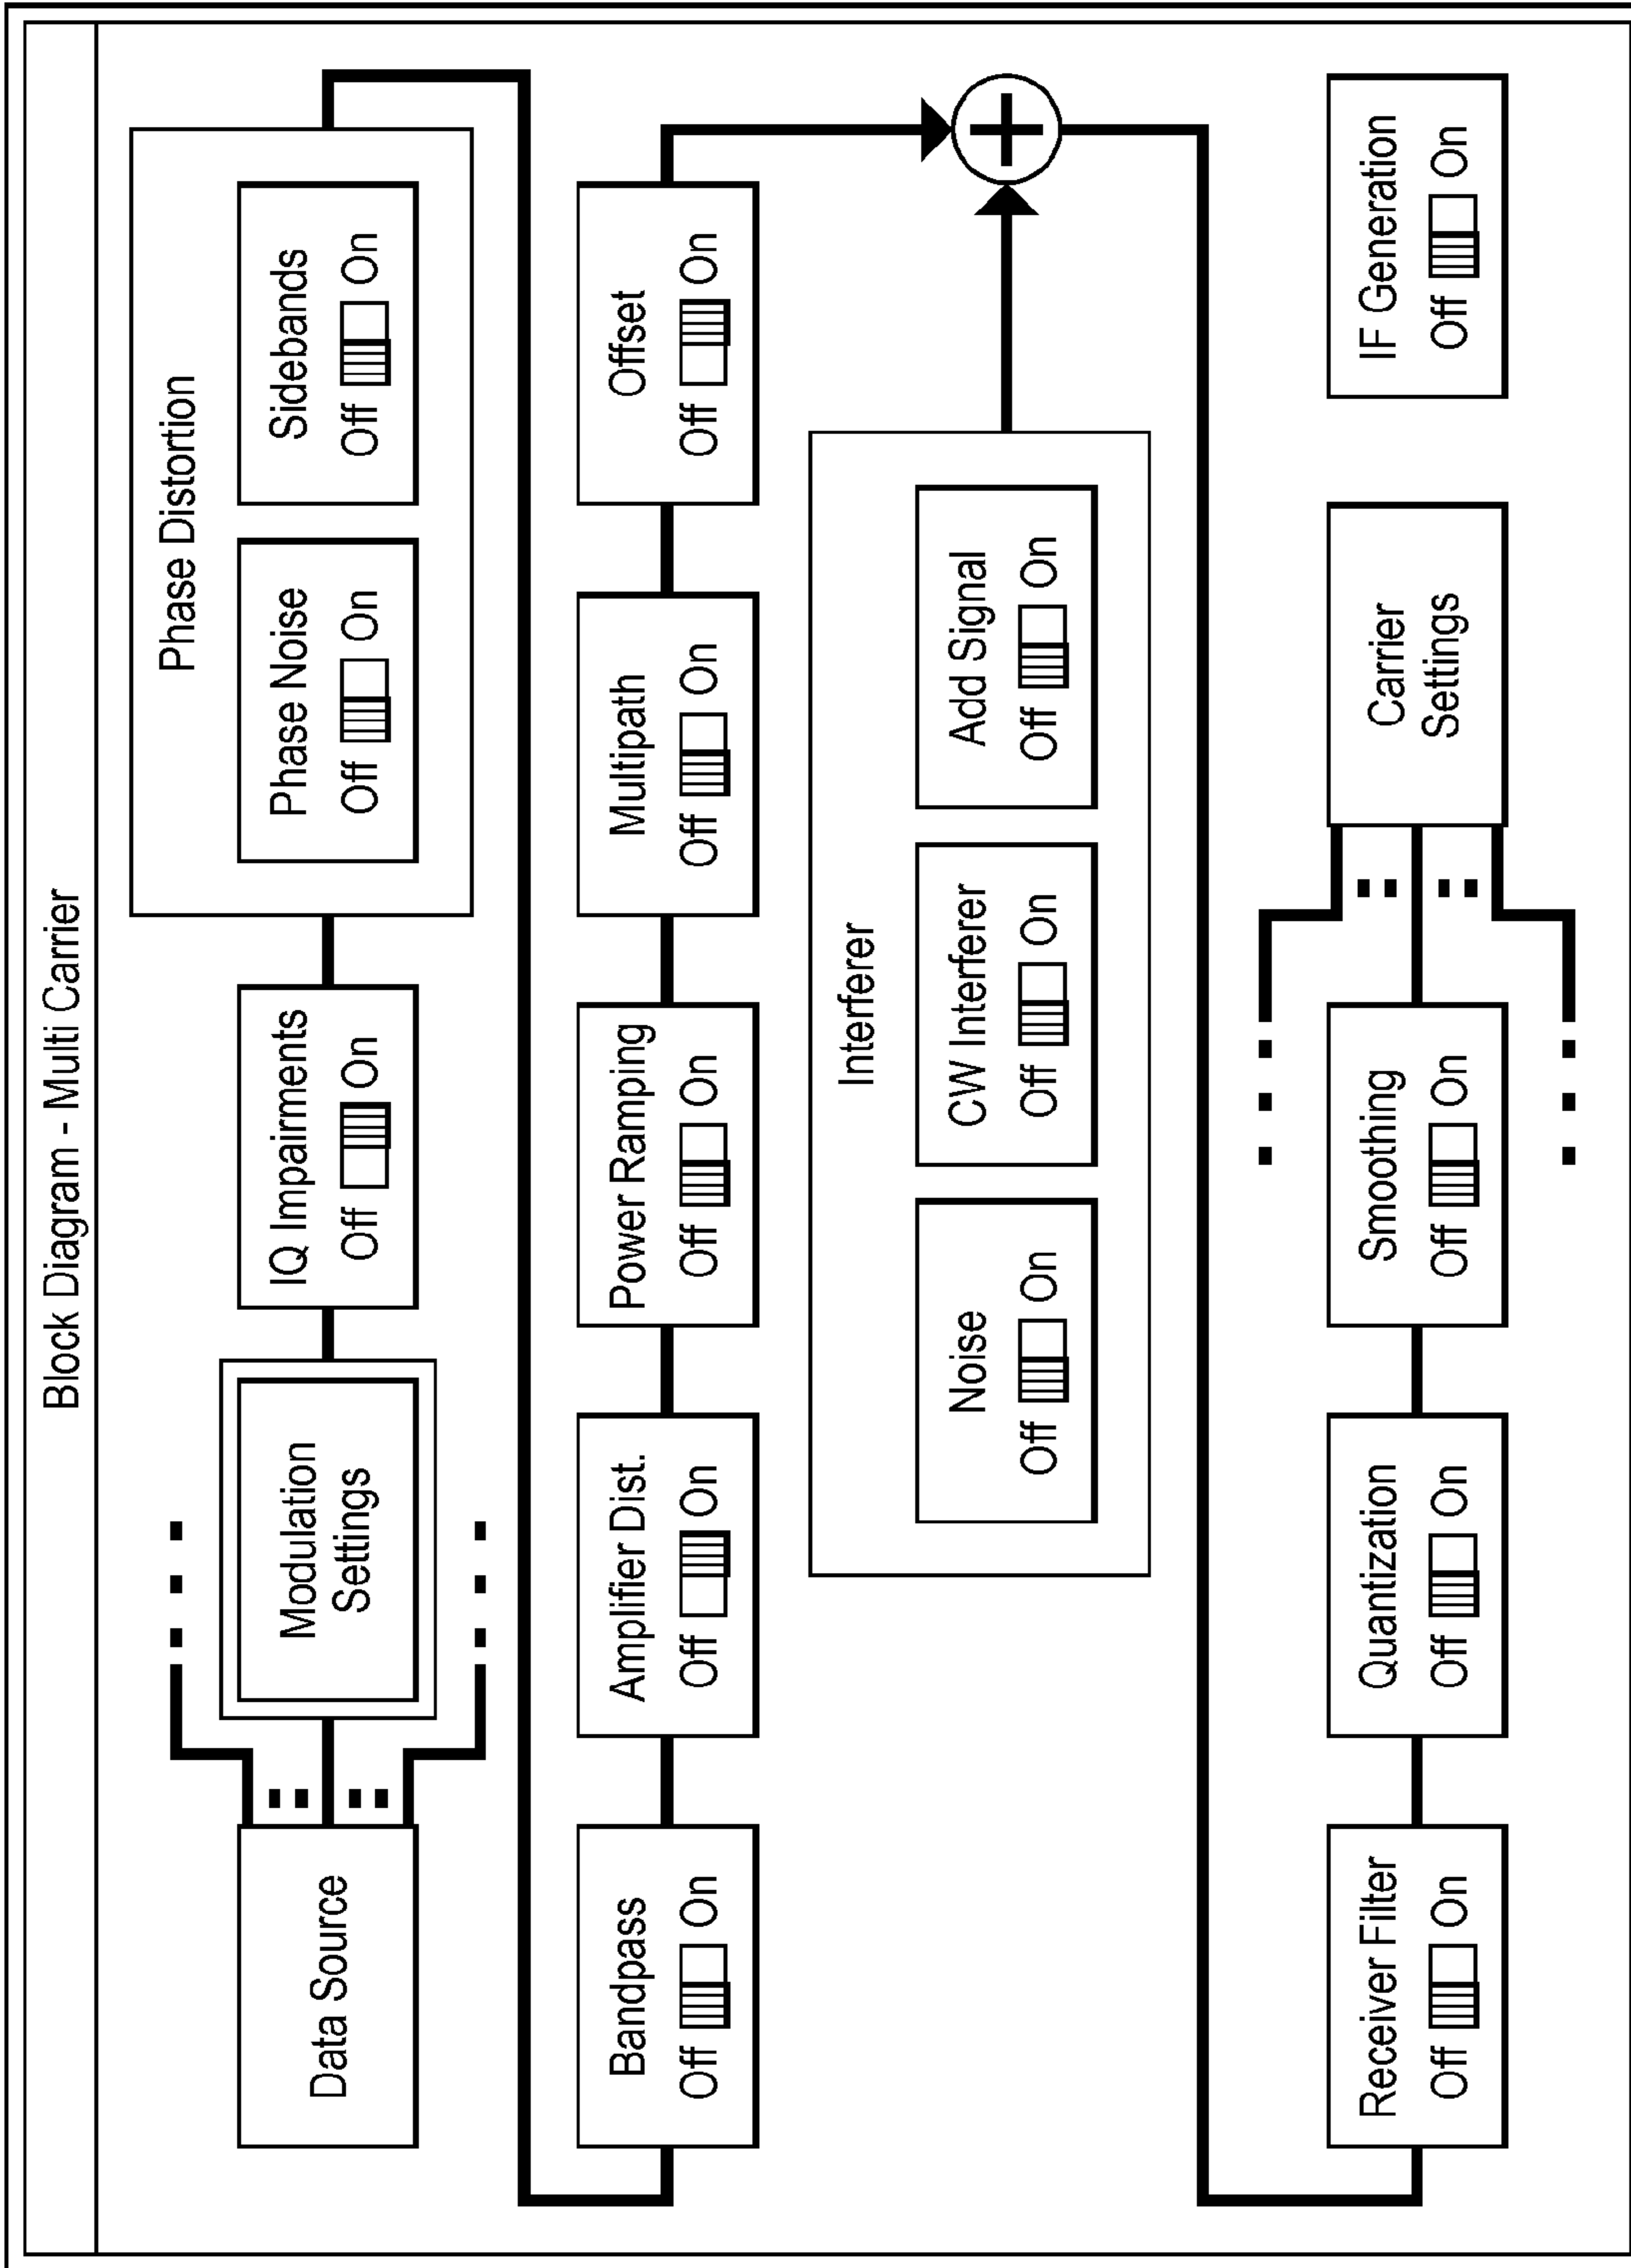 Block Diagram - Multi Carrier
Data Source
Modulation
Settings
IQ Impairments
Off On
Phase Distortion
Phase Noise
Off On
Sidebands
Off On
Bandpass
Off On
Amplifier Dist.
Off On
Power Ramping
Off On
Multipath
Off On
Offset
Off On
Interferer
Noise
Off On
CW Interferer
Off On
Add Signal
Off On
Receiver Filter
Off On
Quantization
Off On
Smoothing
Off On
Carrier
Settings
IF Generation
Off On